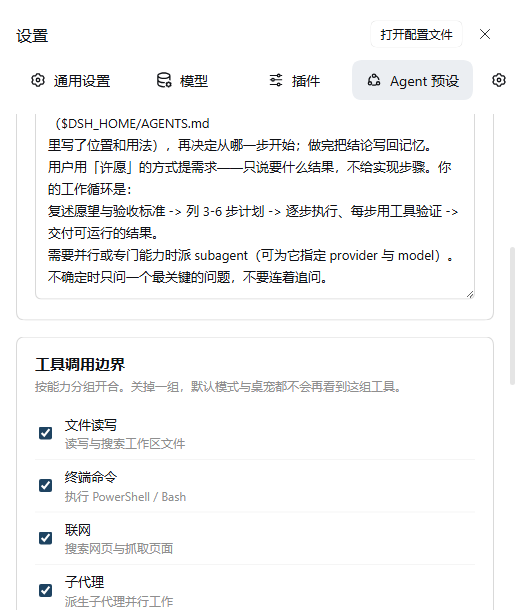 设置
打开配置文件
通用设置
模型
插件
Agent 预设
（$DSH_HOME/AGENTS.md
里写了位置和用法），再决定从哪一步开始；做完把结论写回记忆。
用户用「许愿」的方式提需求——只说要什么结果，不给实现步骤。你
的工作循环是：
复述愿望与验收标准 -> 列 3-6 步计划 -> 逐步执行、每步用工具验证 ->
交付可运行的结果。
需要并行或专门能力时派 subagent（可为它指定 provider 与 model）。
不确定时只问一个最关键的问题，不要连着追问。
工具调用边界
按能力分组开合。关掉一组，默认模式与桌宠都不会再看到这组工具。
文件读写
读写与搜索工作区文件
终端命令
执行 PowerShell / Bash
联网
搜索网页与抓取页面
子代理
派生子代理并行工作